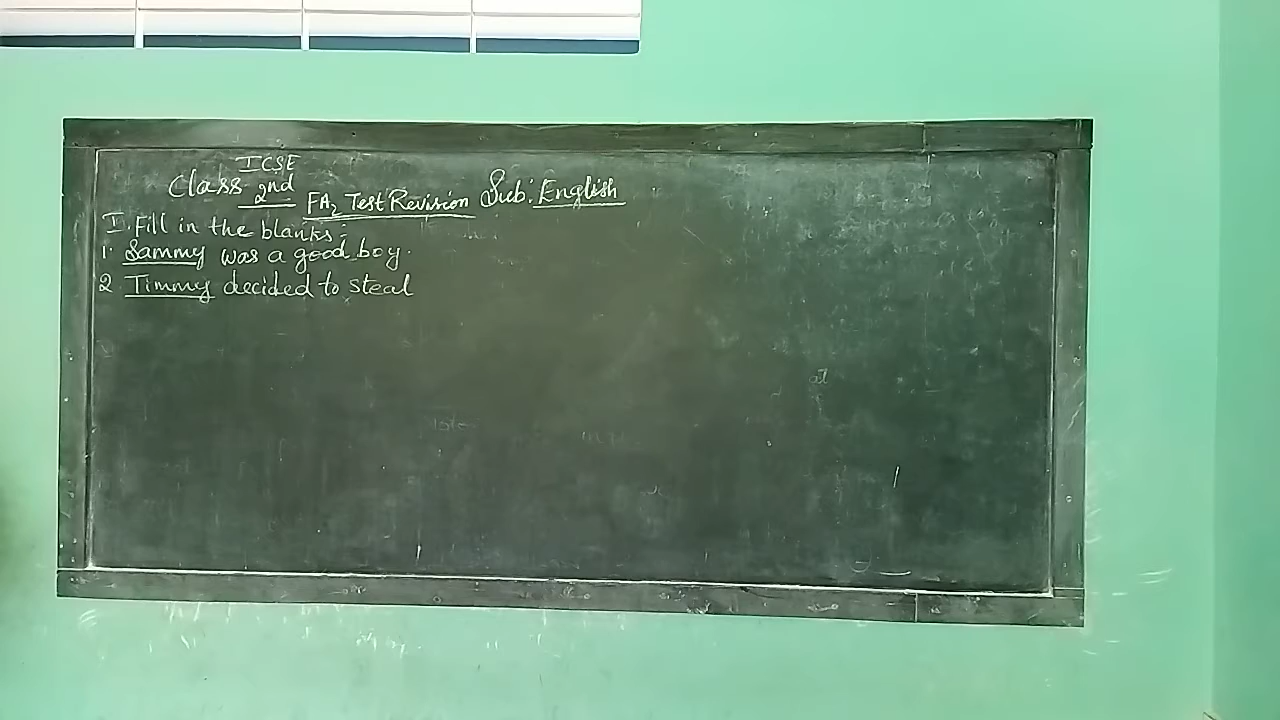 ICSE
Class 2nd FA2 Test Revision Sub: English
I. Fill in the blanks:-
1. Sammy was a good boy.
2. Timmy decided to steal